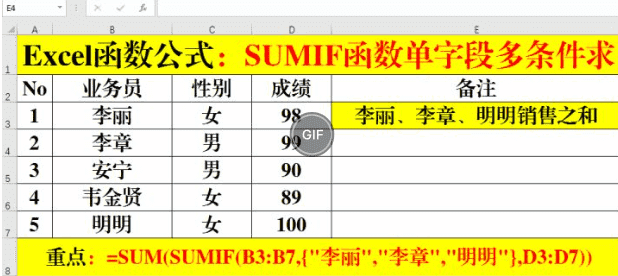 E4
A B C D E
1 Excel函数公式：SUMIF函数单字段多条件求
2 No 业务员 性别 成绩 备注
3 1 李丽 女 98 李丽、李章、明明销售之和
4 2 李章 男 99 GIF
5 3 安宁 男 90
6 4 韦金贤 女 89
7 5 明明 女 100
8 重点：=SUM(SUMIF(B3:B7,{"李丽","李章","明明"},D3:D7))